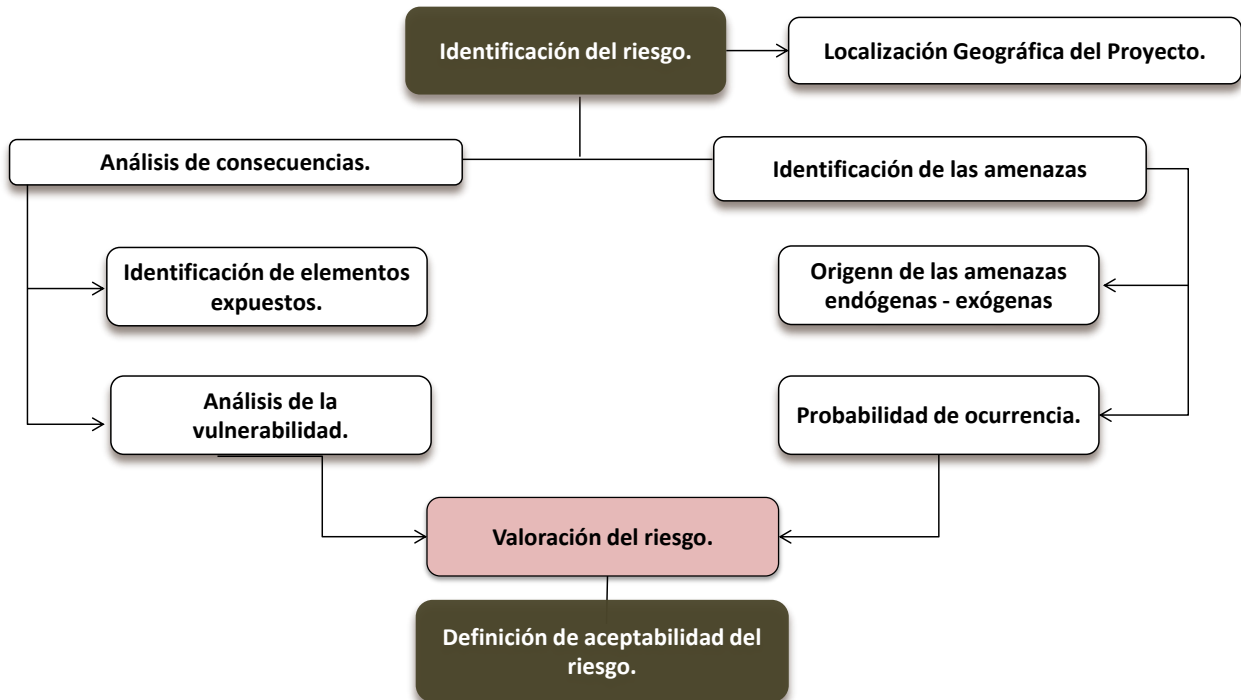 Identificación del riesgo.
Localización Geográfica del Proyecto.
Análisis de consecuencias.
Identificación de las amenazas
Identificación de elementos
expuestos.
Origenn de las amenazas
endógenas - exógenas
Análisis de la
vulnerabilidad.
Probabilidad de ocurrencia.
Valoración del riesgo.
Definición de aceptabilidad del
riesgo.